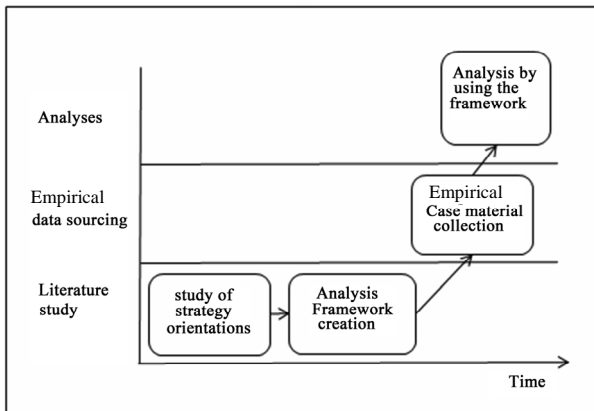 Analysis by
using the
framework
Analyses
Empirical
data sourcing
Empirical
Case material
collection
Literature
study
study of
strategy
orientations
Analysis
Framework
creation
Time